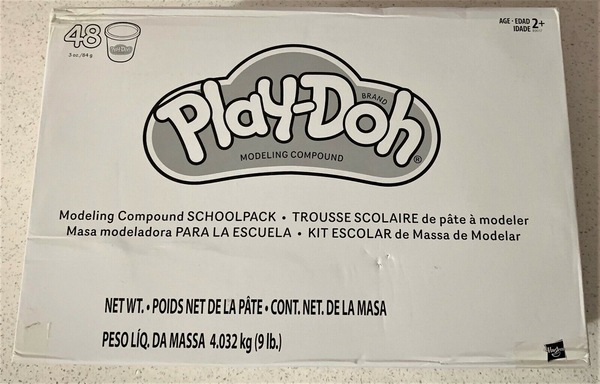 48
3 oz./84 g
Play-Doh
AGE • EDAD 2+
IDADE
Play-Doh
BRAND
®
MODELING COMPOUND
Modeling Compound SCHOOLPACK • TROUSSE SCOLAIRE de pâte à modeler
Masa modeladora PARA LA ESCUELA • KIT ESCOLAR de Massa de Modelar
NET WT. • POIDS NET DE LA PÂTE • CONT. NET. DE LA MASA
PESO LÍQ. DA MASSA 4.032 kg (9 lb.)
Hasbro